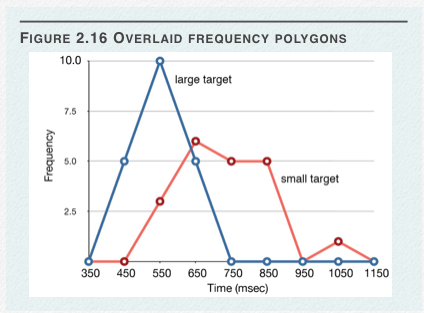 FIGURE 2.16 OVERLAID FREQUENCY POLYGONS
10.0
large target
7.5
Frequency
5.0
small target
2.5
350 450 550 650 750 850 950 1050 1150
Time (msec)